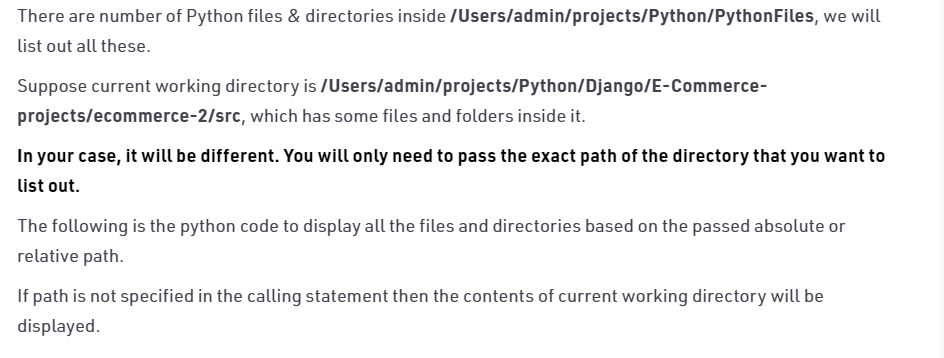 There are number of Python files & directories inside /Users/admin/projects/Python/PythonFiles, we will
list out all these.
Suppose current working directory is /Users/admin/projects/Python/Django/E-Commerce-
projects/ecommerce-2/src, which has some files and folders inside it.
In your case, it will be different. You will only need to pass the exact path of the directory that you want to
list out.
The following is the python code to display all the files and directories based on the passed absolute or
relative path.
If path is not specified in the calling statement then the contents of current working directory will be
displayed.